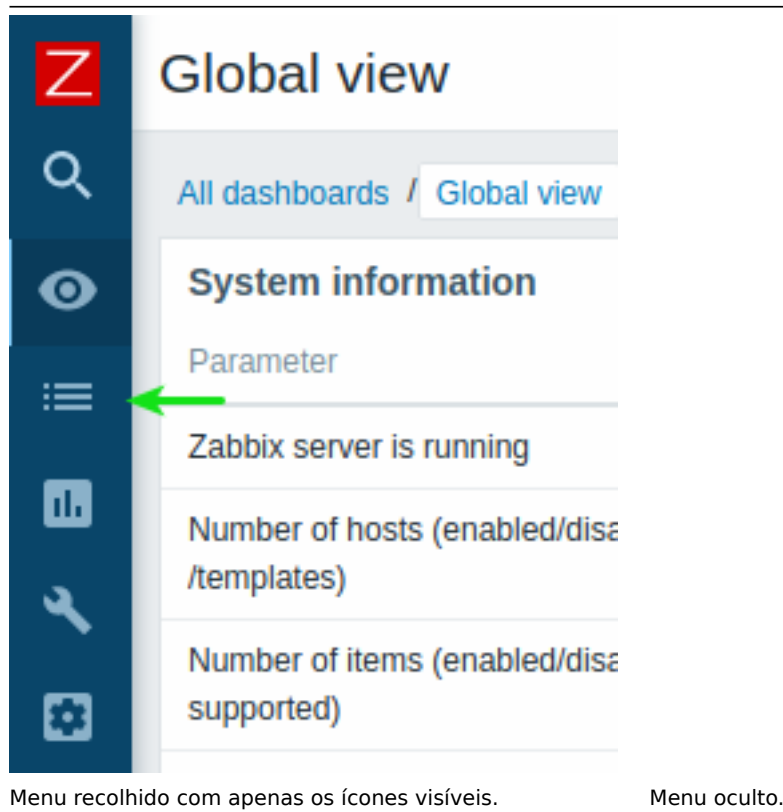 Z
Global view
All dashboards / Global view
System information
Parameter
Zabbix server is running
Number of hosts (enabled/disa
/templates)
Number of items (enabled/disa
supported)
Menu recolhido com apenas os ícones visíveis.
Menu oculto.